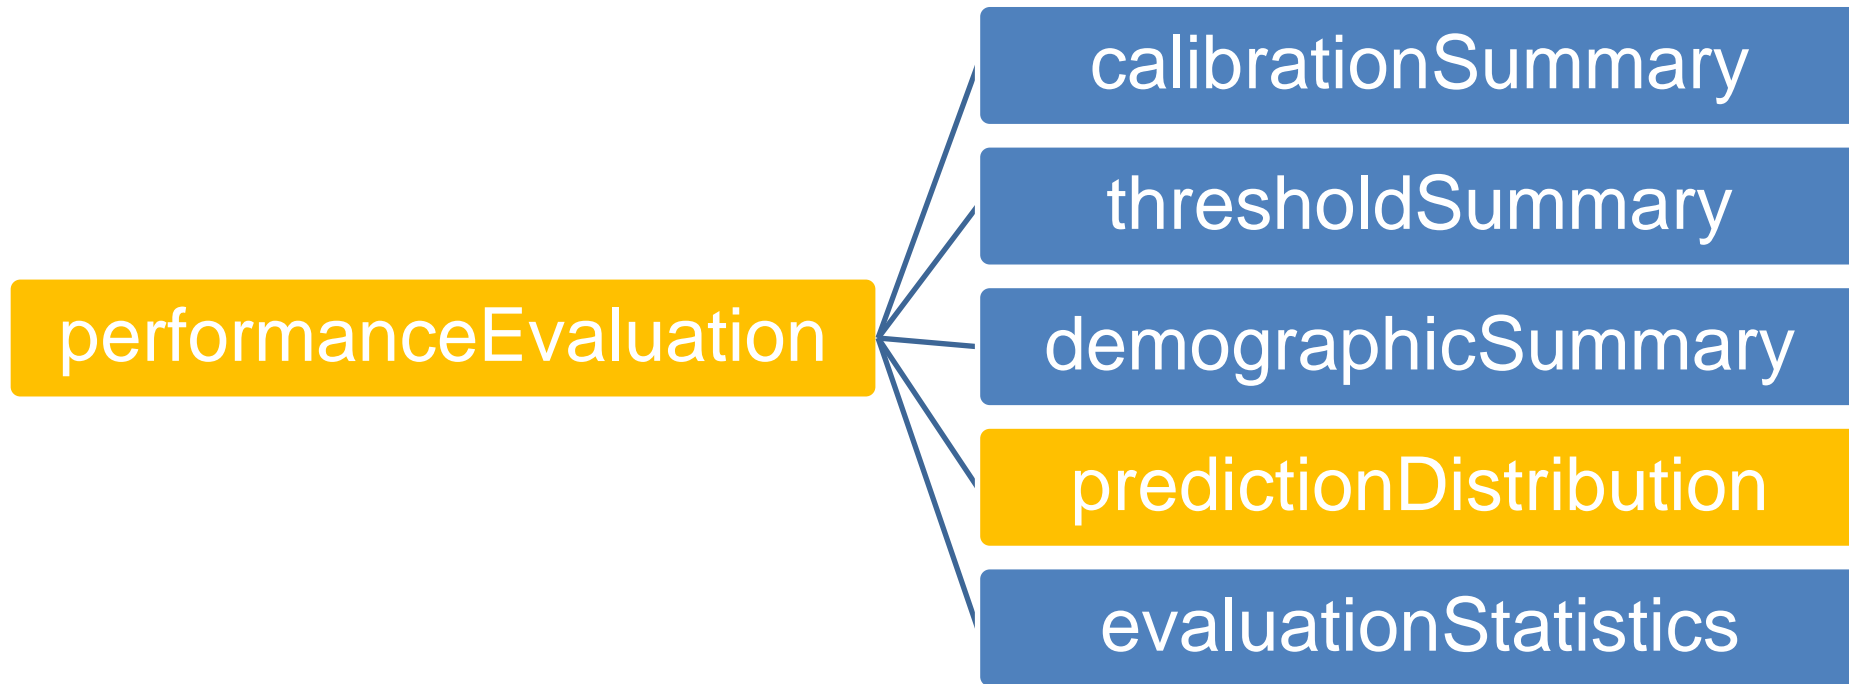 calibrationSummary
thresholdSummary
performanceEvaluation
demographicSummary
predictionDistribution
evaluationStatistics